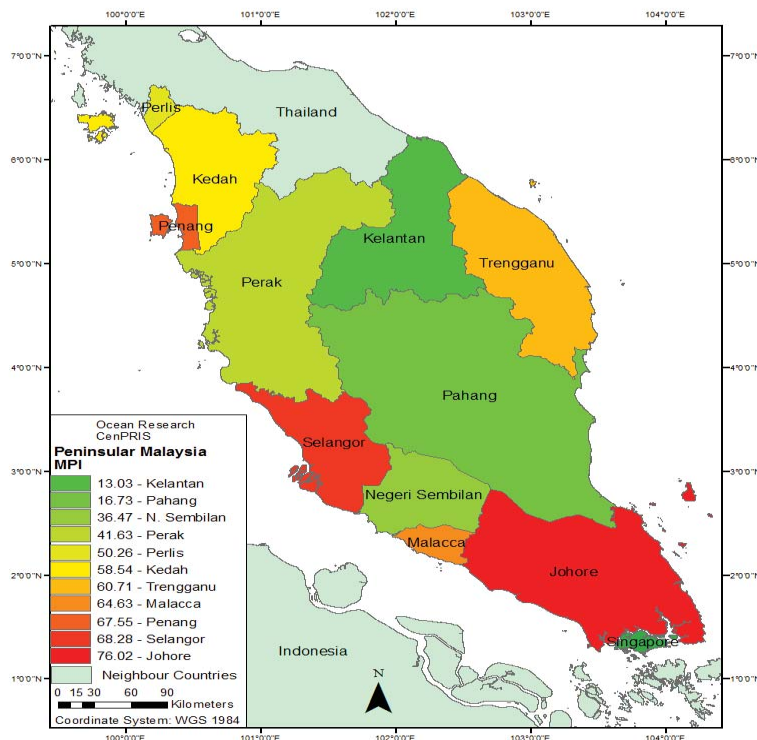 100°0'0"E 101°0'0"E 102°0'0"E 103°0'0"E 104°0'0"E
7°0'0"N 7°0'0"N
Perlis
Thailand
6°0'0"N 6°0'0"N
Kedah
Penang
Kelantan
Trengganu
5°0'0"N 5°0'0"N
Perak
4°0'0"N 4°0'0"N
Pahang
Selangor
3°0'0"N 3°0'0"N
Negeri Sembilan
Malacca
Johore
2°0'0"N 2°0'0"N
Singapore
Indonesia
1°0'0"N 1°0'0"N
N
Ocean Research
CenPRIS
Peninsular Malaysia
MPI
13.03 - Kelantan
16.73 - Pahang
36.47 - N. Sembilan
41.63 - Perak
50.26 - Perlis
58.54 - Kedah
60.71 - Trengganu
64.63 - Malacca
67.55 - Penang
68.28 - Selangor
76.02 - Johore
Neighbour Countries
0 15 30 60 90
Kilometers
Coordinate System: WGS 1984
100°0'0"E 101°0'0"E 102°0'0"E 103°0'0"E 104°0'0"E